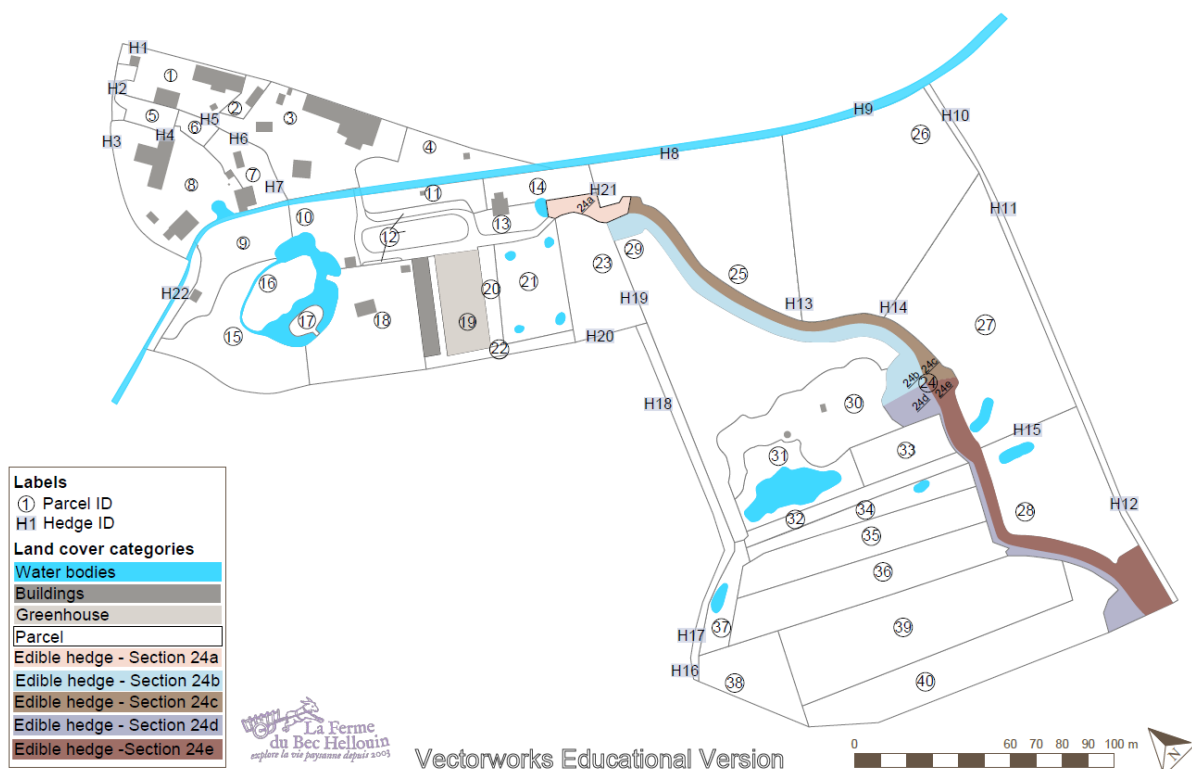 H1
1
H2
2
3
5
H5
H3
H4
6
H6
4
7
8
H7
10
11
14
H21
24a
H8
H9
26
H10
H11
9
12
13
29
23
25
16
21
20
H19
H13
H14
H22
17
18
19
27
15
22
H20
24b
24c
24
24e
24d
H18
30
H15
31
33
H12
32
34
28
35
36
37
H17
39
H16
38
40
Labels
1 Parcel ID
H1 Hedge ID
Land cover categories
Water bodies
Buildings
Greenhouse
Parcel
Edible hedge - Section 24a
Edible hedge - Section 24b
Edible hedge - Section 24c
Edible hedge - Section 24d
Edible hedge -Section 24e
La Ferme
du Bec Hellouin
explore la vie paysanne depuis 2003
Vectorworks Educational Version
0 60 70 80 90 100 m
N